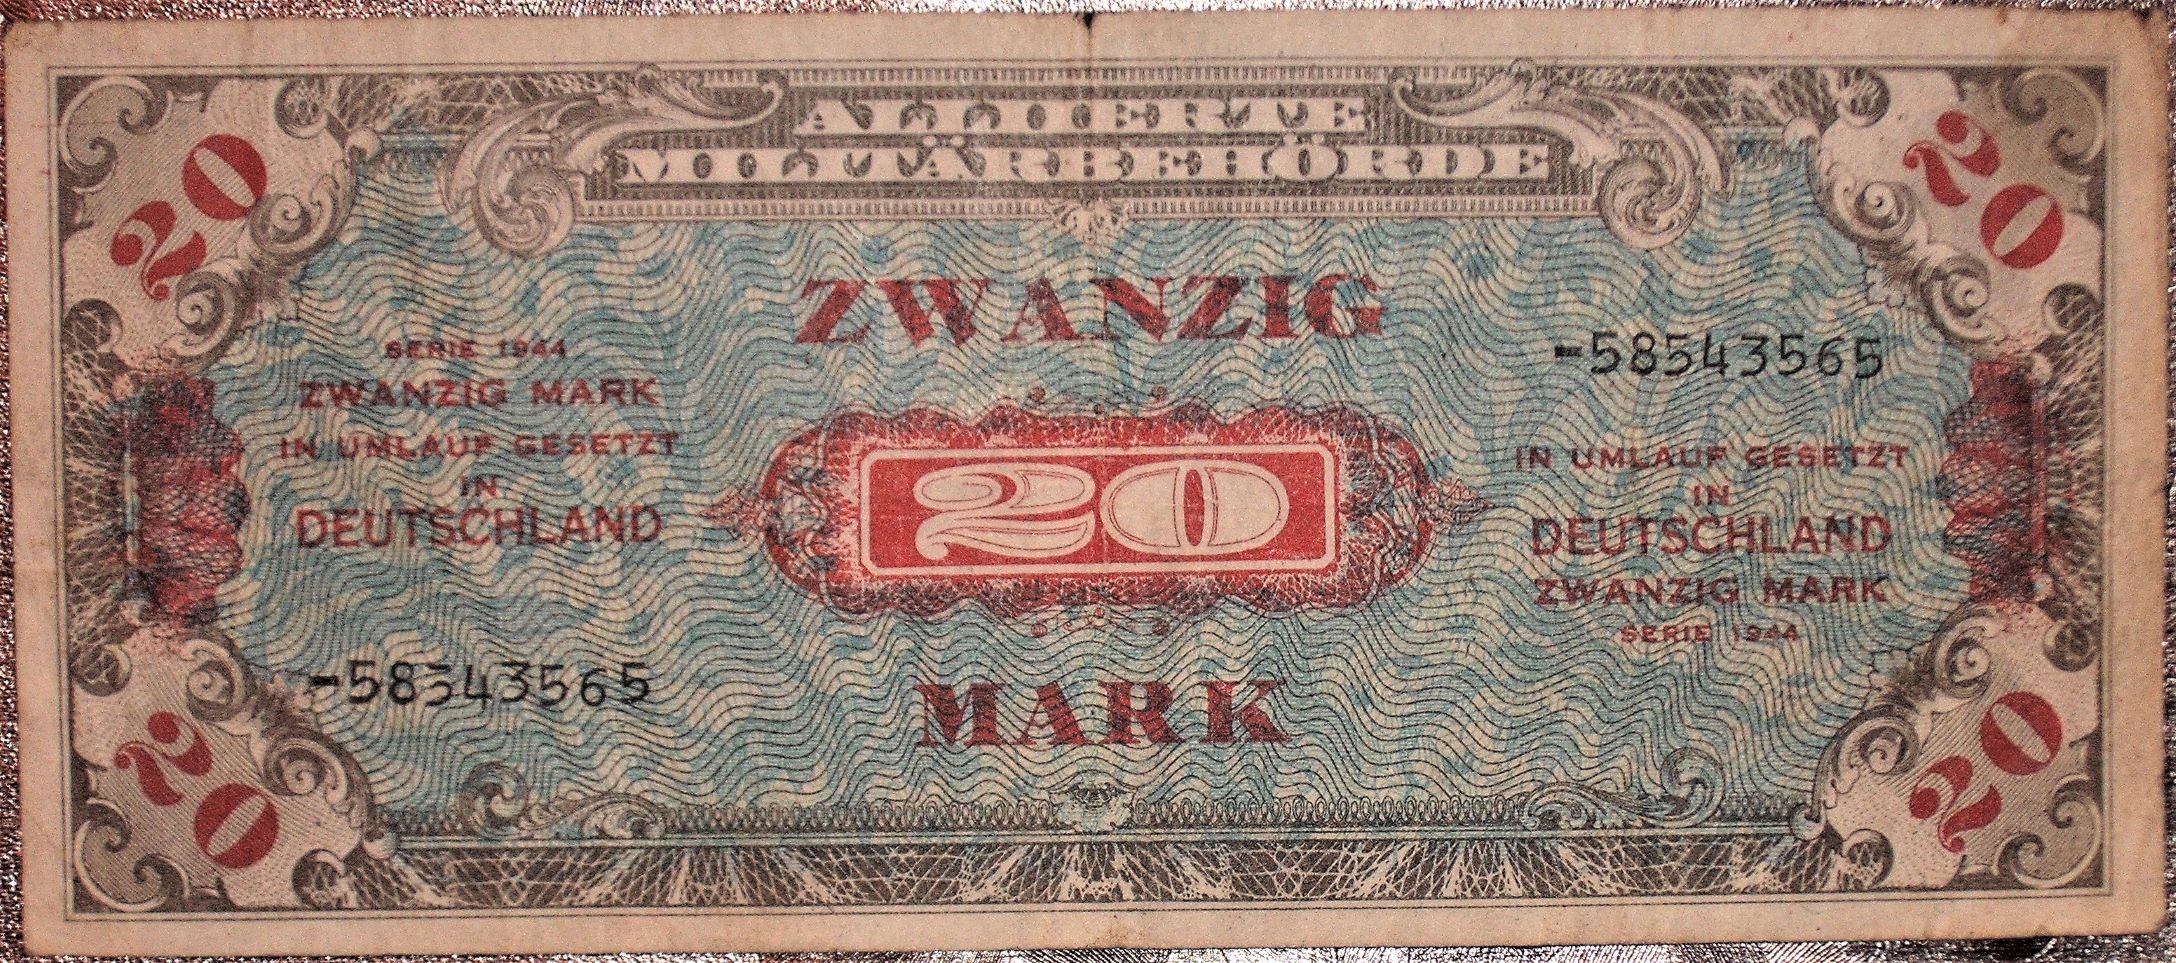 ALLIIERTE
MILITÄRBEHÖRDE
20
20
ZWANZIG
SERIE 1944
ZWANZIG MARK
IN UMLAUF GESETZT
IN
DEUTSCHLAND
-58543565
20
IN UMLAUF GESETZT
IN
DEUTSCHLAND
ZWANZIG MARK
SERIE 1944
-58543565
MARK
20
20